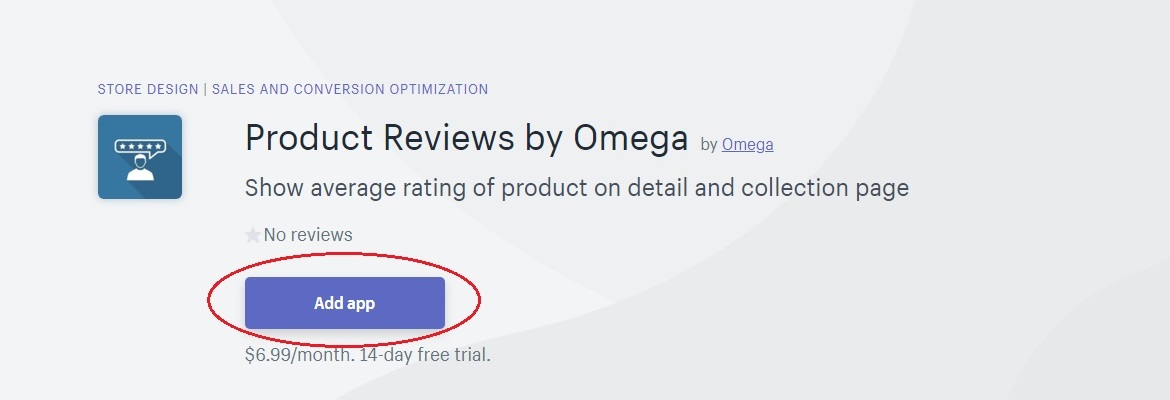 STORE DESIGN | SALES AND CONVERSION OPTIMIZATION
Product Reviews by Omega by Omega
Show average rating of product on detail and collection page
No reviews
Add app
$6.99/month. 14-day free trial.